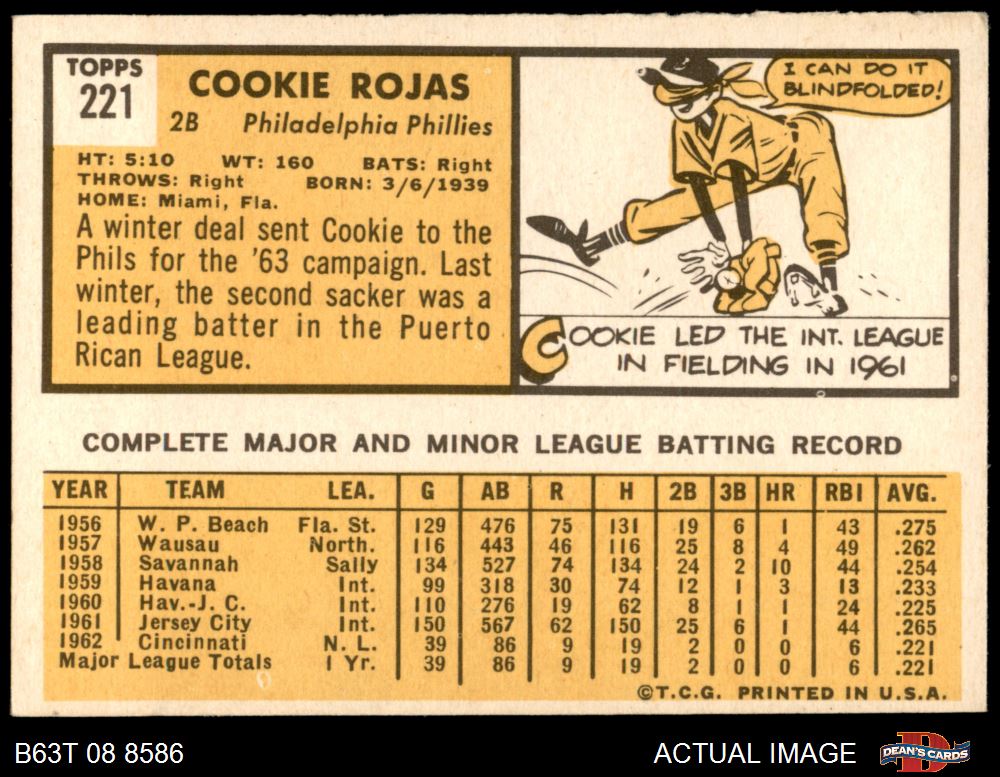 TOPPS
221
COOKIE ROJAS
2B Philadelphia Phillies
HT: 5:10 WT: 160 BATS: Right
THROWS: Right BORN: 3/6/1939
HOME: Miami, Fla.
A winter deal sent Cookie to the
Phils for the '63 campaign. Last
winter, the second sacker was a
leading batter in the Puerto
Rican League.
I CAN DO IT
BLINDFOLDED!
COOKIE LED THE INT. LEAGUE
IN FIELDING IN 1961
COMPLETE MAJOR AND MINOR LEAGUE BATTING RECORD
YEAR TEAM LEA. G AB R H 2B 3B HR RBI AVG.
1956 W. P. Beach Fla. St. 129 476 75 131 19 6 1 43 .275
1957 Wausau North. 116 443 46 116 25 8 4 49 .262
1958 Savannah Sally 134 527 74 134 24 2 10 44 .254
1959 Havana Int. 99 318 30 74 12 1 3 13 .233
1960 Hav.-J. C. Int. 110 276 19 62 8 1 1 24 .225
1961 Jersey City Int. 150 567 62 150 25 6 1 44 .265
1962 Cincinnati N. L. 39 86 9 19 2 0 0 6 .221
Major League Totals 1 Yr. 39 86 9 19 2 0 0 6 .221
©T.C.G. PRINTED IN U.S.A.
B63T 08 8586 ACTUAL IMAGE DEAN'S CARDS